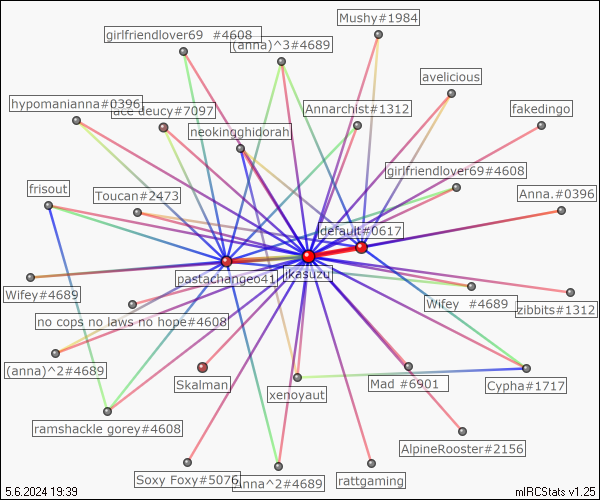 Mushy#1984
girlfriendlover69 #4608
(anna)^3#4689
avelicious
hypomanianna#0396
ace deucy#7097
Annarchist#1312
fakedingo
neokingghidorah
girlfriendlover69#4608
frisout
Toucan#2473
Anna.#0396
default#0617
pastachange041
ikasuzu
Wifey#4689
Wifey #4689
zibbits#1312
no cops no laws no hope#4608
(anna)^2#4689
Skalman
xenoyaut
Mad #6901
Cypha#1717
ramshackle gorey#4608
AlpineRooster#2156
Soxy Foxy#5076
Anna^2#4689
rattgaming
5.6.2024 19:39
mIRCStats v1.25